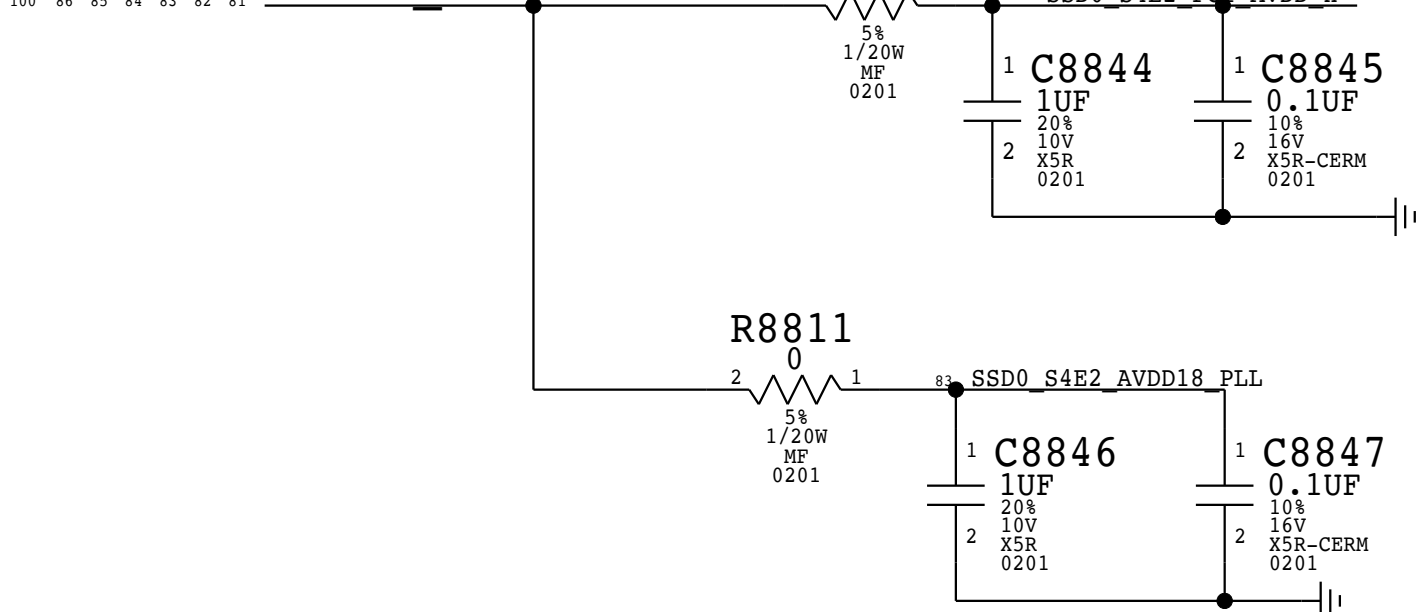 100 86 85 84 83 82 81
5%
1/20W
MF
0201
1 C8844
1UF
20%
10V
2 X5R
0201
1 C8845
0.1UF
10%
16V
2 X5R-CERM
0201
R8811
0
2 1
5%
1/20W
MF
0201
83 SSD0_S4E2_AVDD18_PLL
1 C8846
1UF
20%
10V
2 X5R
0201
1 C8847
0.1UF
10%
16V
2 X5R-CERM
0201